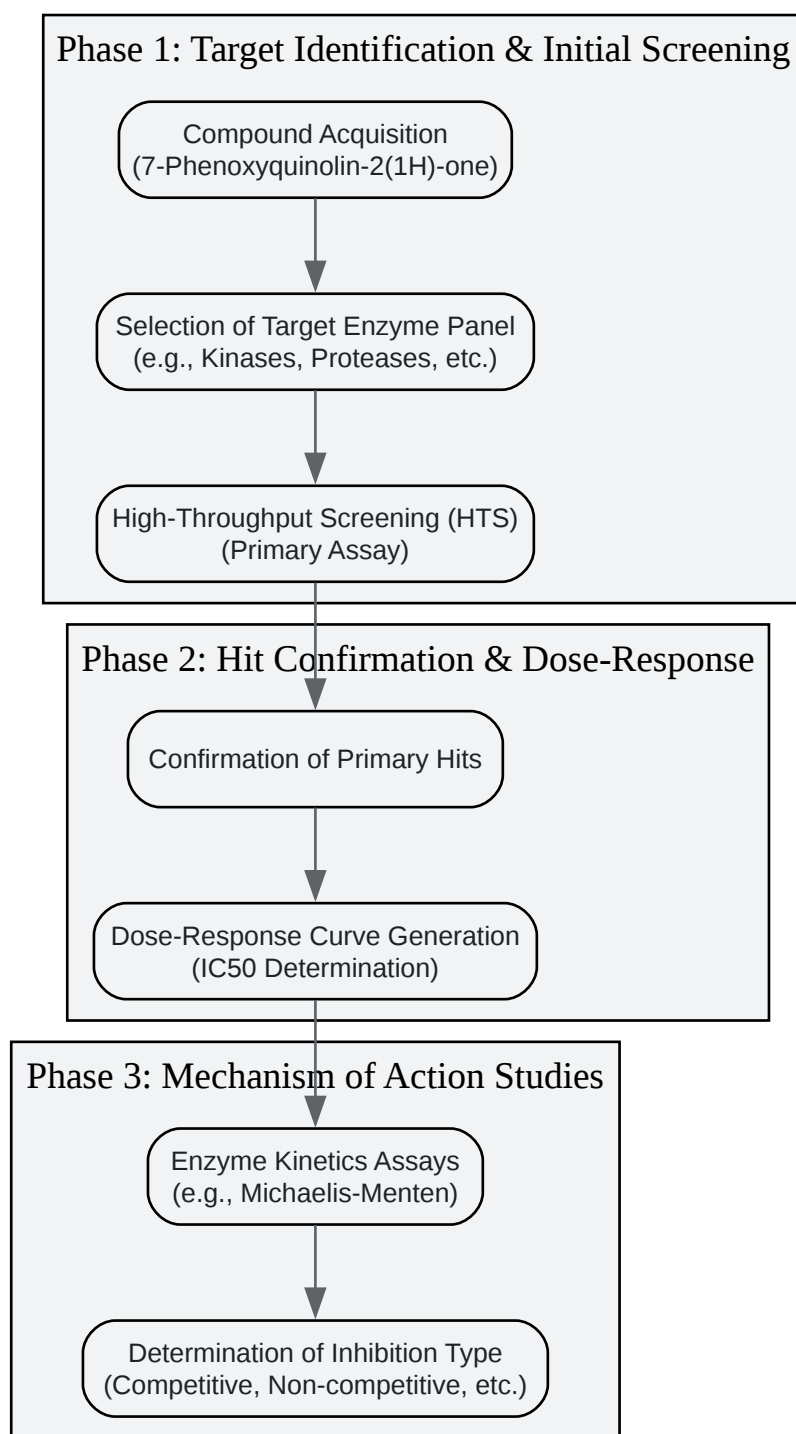 Phase 1: Target Identification & Initial Screening
Compound Acquisition
(7-Phenoxyquinolin-2(1H)-one)
Selection of Target Enzyme Panel
(e.g., Kinases, Proteases, etc.)
High-Throughput Screening (HTS)
(Primary Assay)
Phase 2: Hit Confirmation & Dose-Response
Confirmation of Primary Hits
Dose-Response Curve Generation
(IC50 Determination)
Phase 3: Mechanism of Action Studies
Enzyme Kinetics Assays
(e.g., Michaelis-Menten)
Determination of Inhibition Type
(Competitive, Non-competitive, etc.)